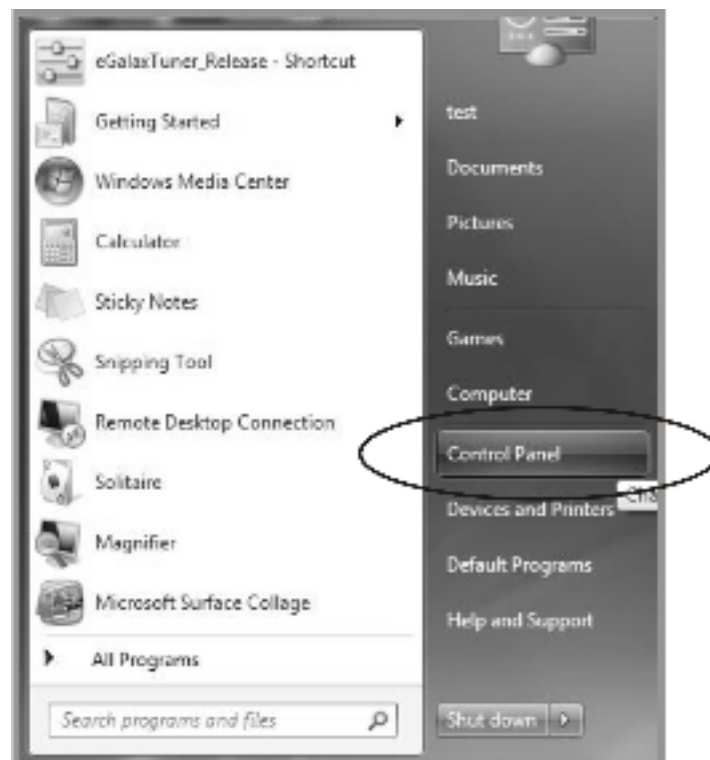 eGalaxTuner_Release - Shortcut
Getting Started
Windows Media Center
Calculator
Sticky Notes
Snipping Tool
Remote Desktop Connection
Solitaire
Magnifier
Microsoft Surface Collage
All Programs
Search programs and files
test
Documents
Pictures
Music
Games
Computer
Control Panel
Devices and Printers
Default Programs
Help and Support
Shut down